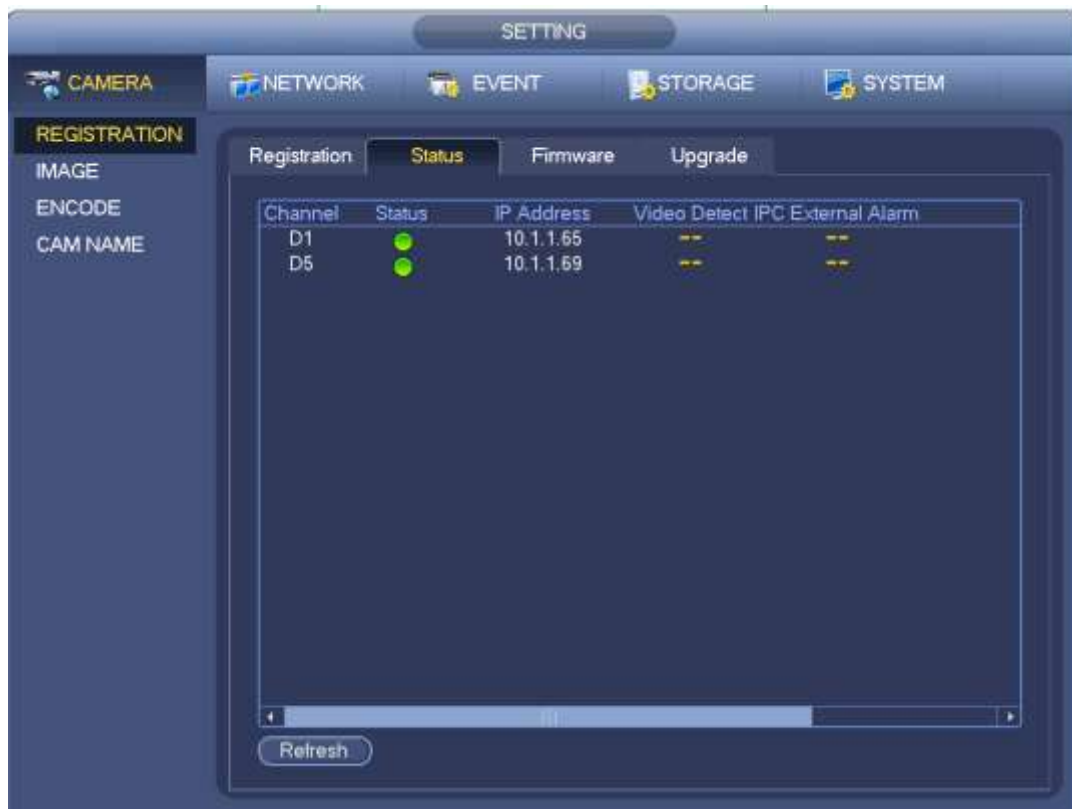 SETTING
CAMERA NETWORK EVENT STORAGE SYSTEM
REGISTRATION
IMAGE
ENCODE
CAM NAME
Registration Status Firmware Upgrade
Channel Status IP Address Video Detect IPC External Alarm
D1 10.1.1.65 -- --
D5 10.1.1.69 -- --
Refresh